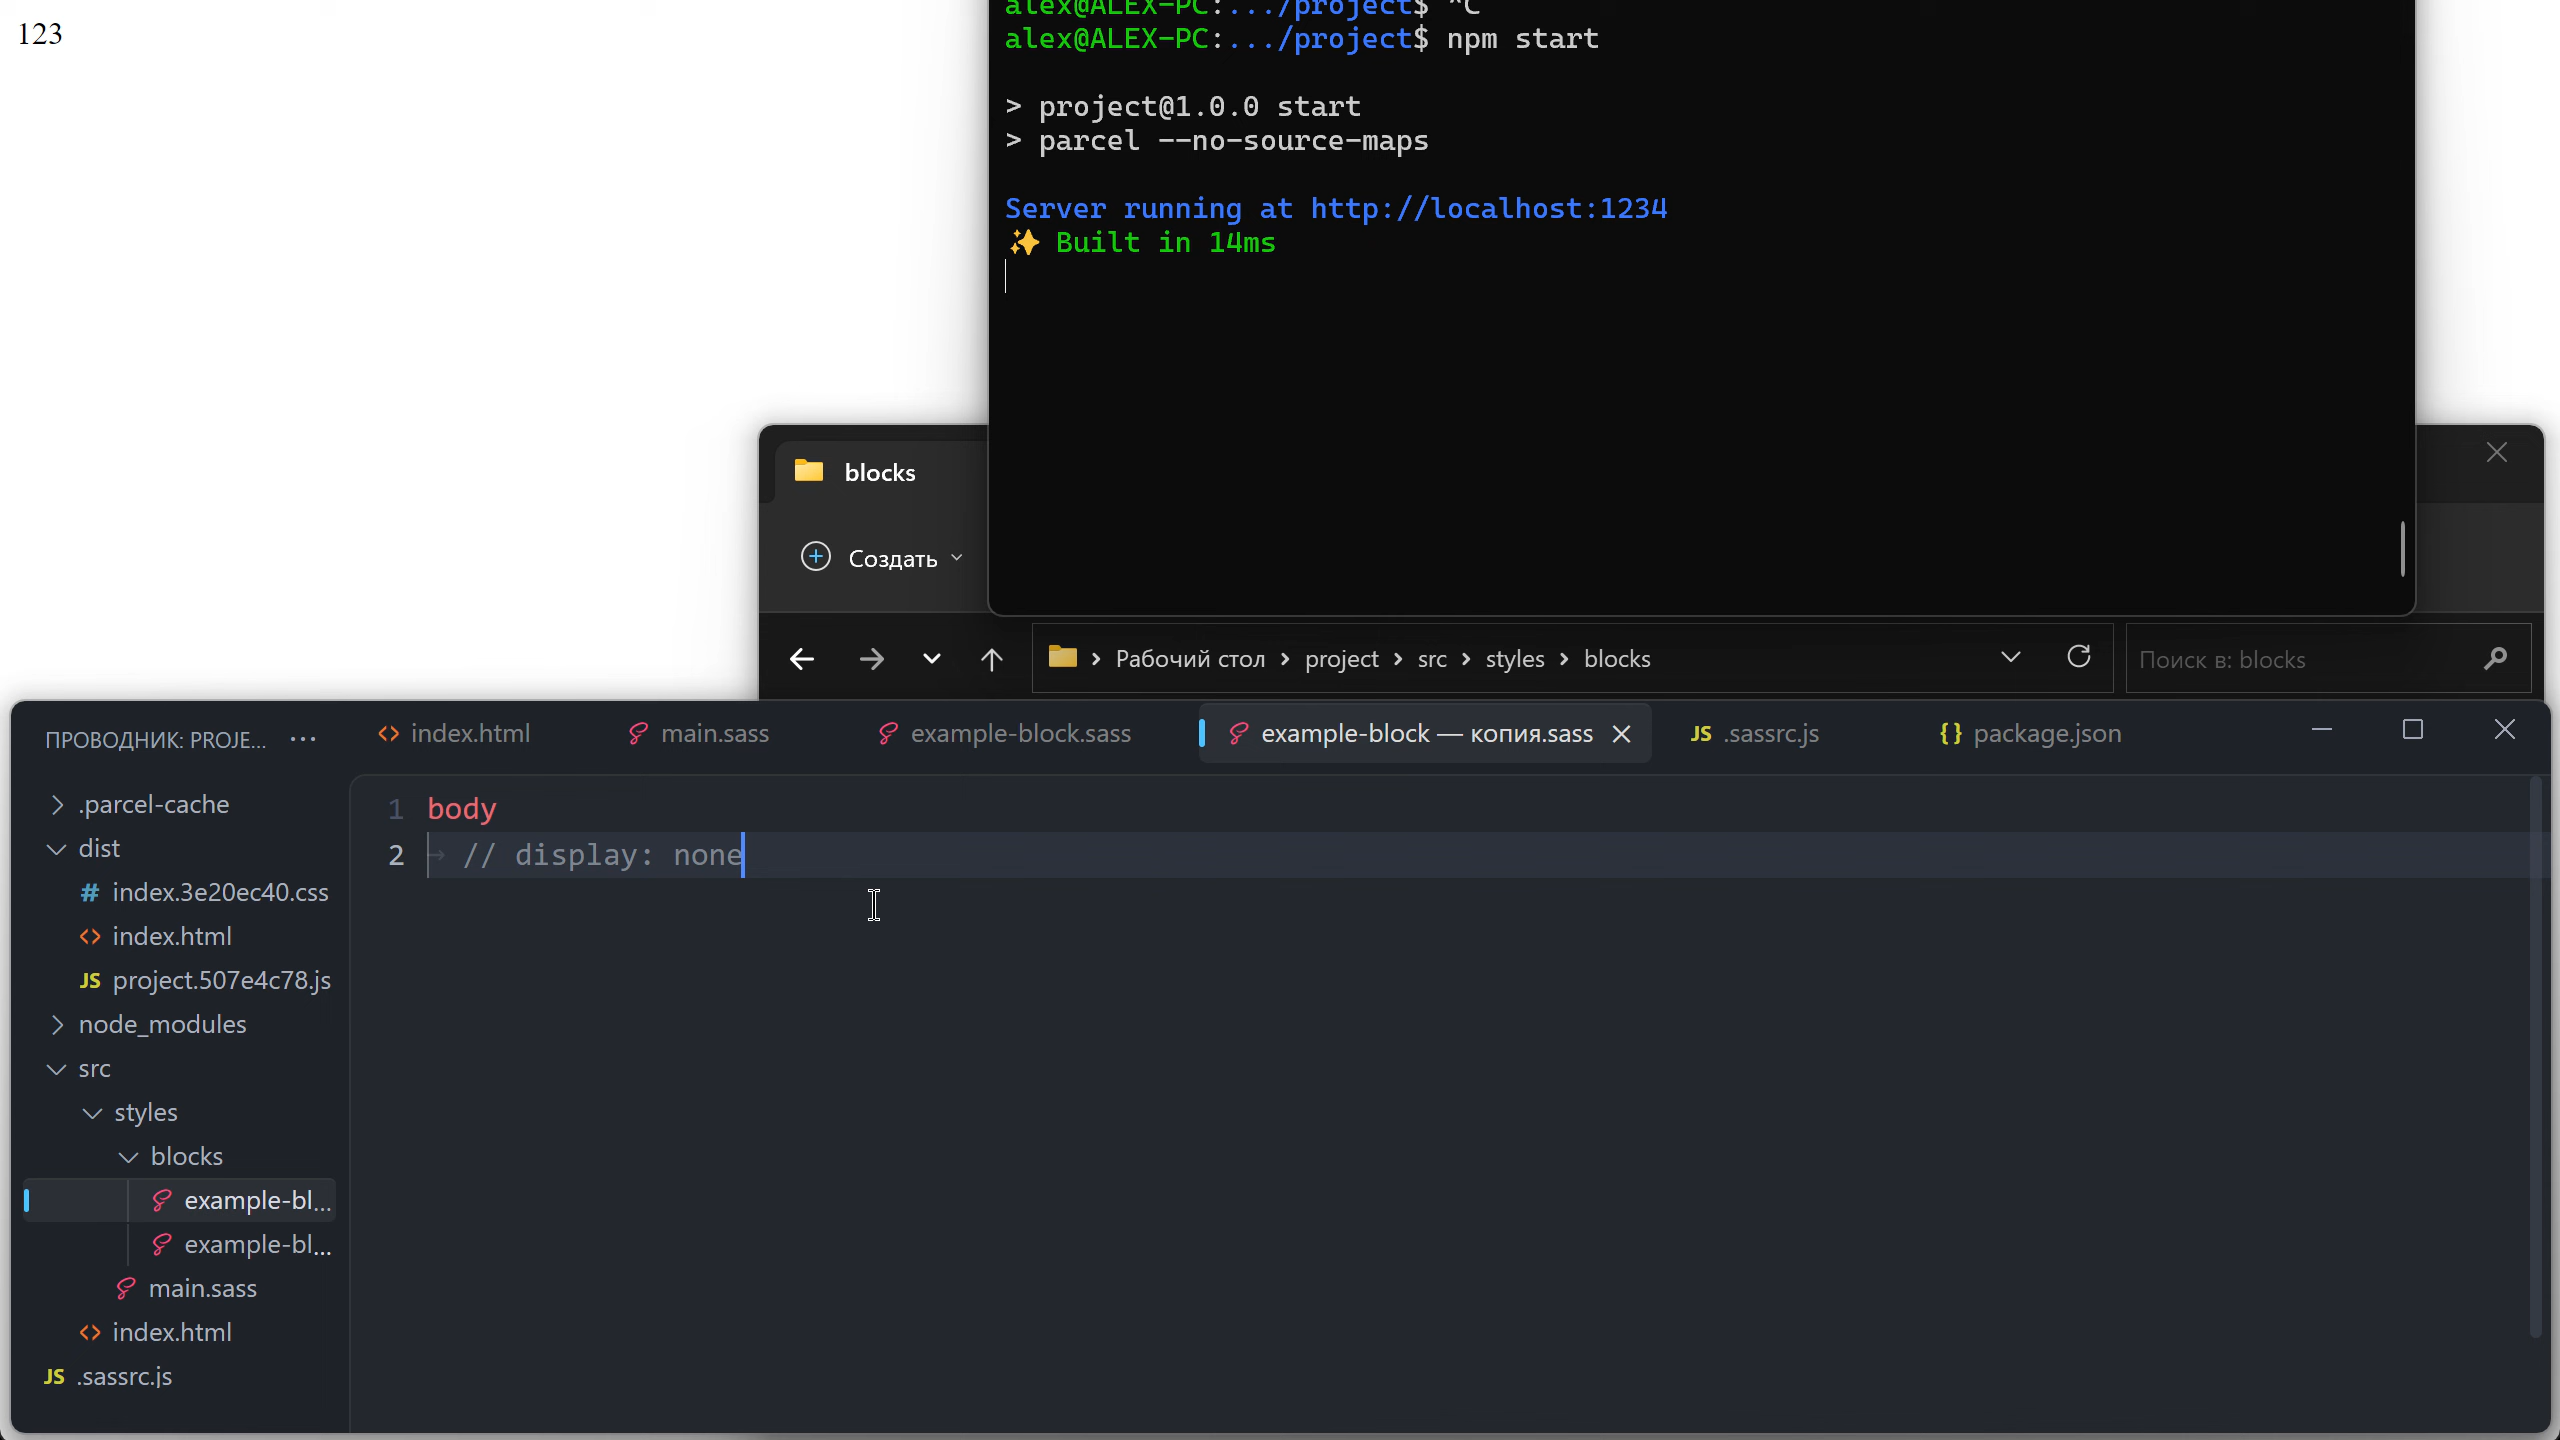 123
alex@ALEX-PC:.../project$ ^C
alex@ALEX-PC:.../project$ npm start
> project@1.0.0 start
> parcel --no-source-maps
Server running at http://localhost:1234
✨ Built in 14ms
blocks
Создать
Рабочий стол > project > src > styles > blocks
Поиск в: blocks
ПРОВОДНИК: PROJE... ···
index.html
main.sass
example-block.sass
example-block — копия.sass
JS .sassrc.js
{} package.json
.parcel-cache
dist
# index.3e20ec40.css
<> index.html
JS project.507e4c78.js
node_modules
src
styles
blocks
example-bl...
example-bl...
main.sass
<> index.html
JS .sassrc.js
1 body
2 → // display: none